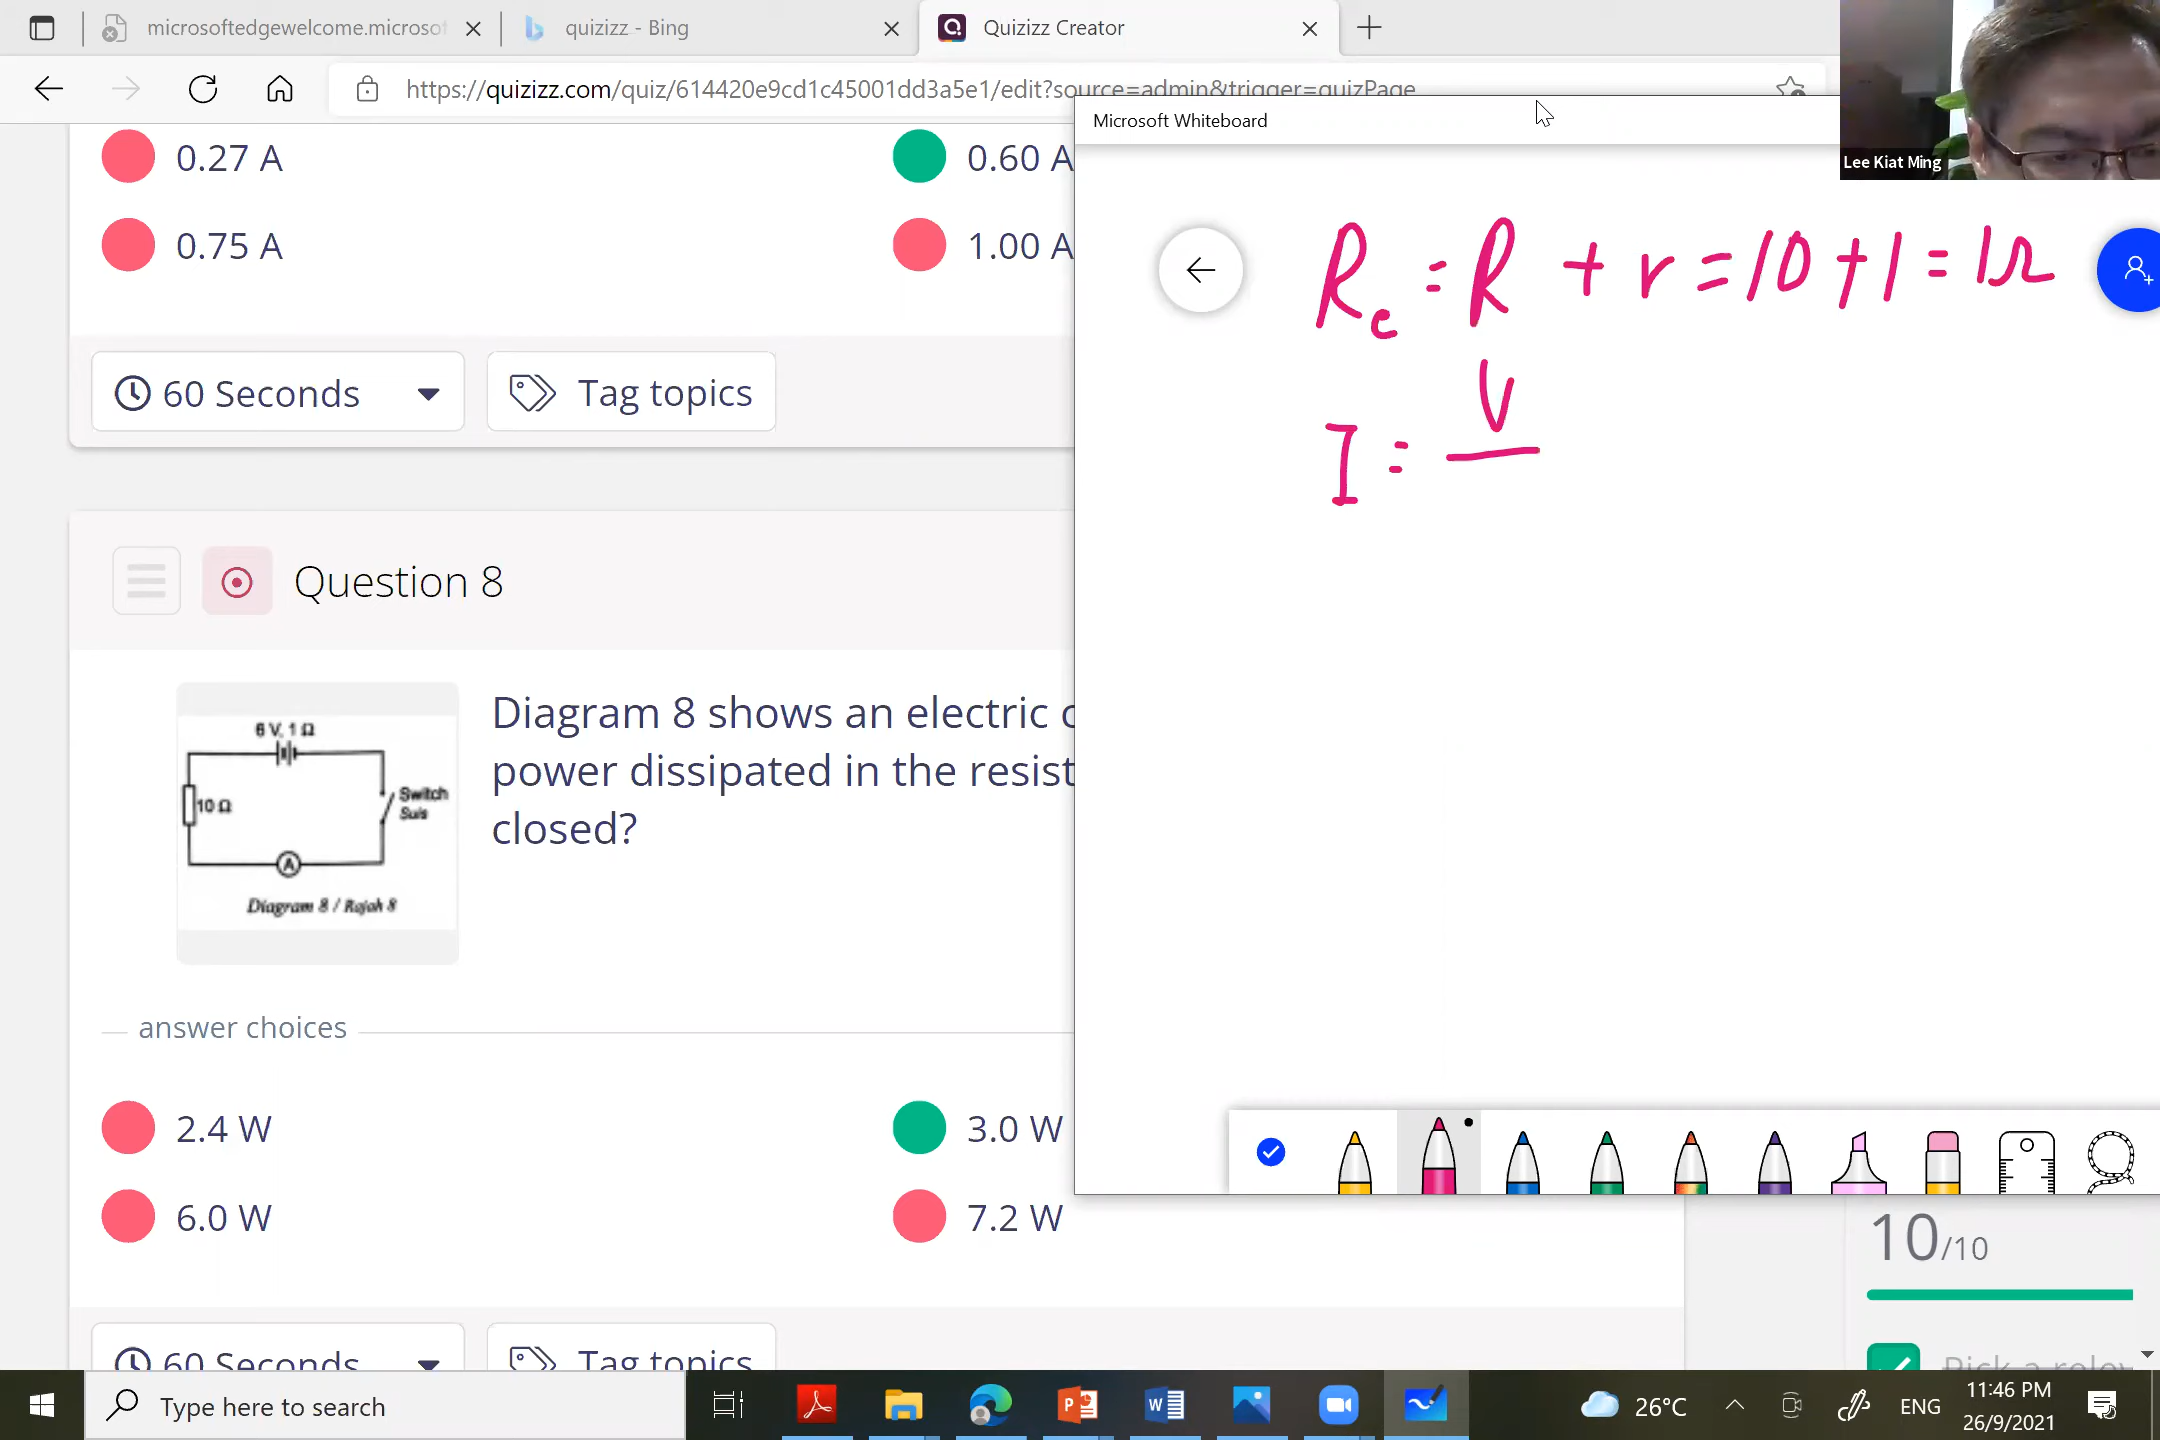 microsoftedgewelcome.microso
quizizz - Bing
Quizizz Creator
https://quizizz.com/quiz/614420e9cd1c45001dd3a5e1/edit?source=admin&trigger=quizPage
Microsoft Whiteboard
Lee Kiat Ming
0.27 A
0.60 A
0.75 A
1.00 A
Re = R + r = 10 + 1 = 1Ω
I = V
60 Seconds
Tag topics
Question 8
6 V, 1 Ω
10 Ω
Switch
Suis
A
Diagram 8 / Rajah 8
Diagram 8 shows an electric c
power dissipated in the resist
closed?
answer choices
2.4 W
3.0 W
6.0 W
7.2 W
10/10
60 Seconds
Tag topics
Pick a rele
Type here to search
26°C
ENG
11:46 PM
26/9/2021